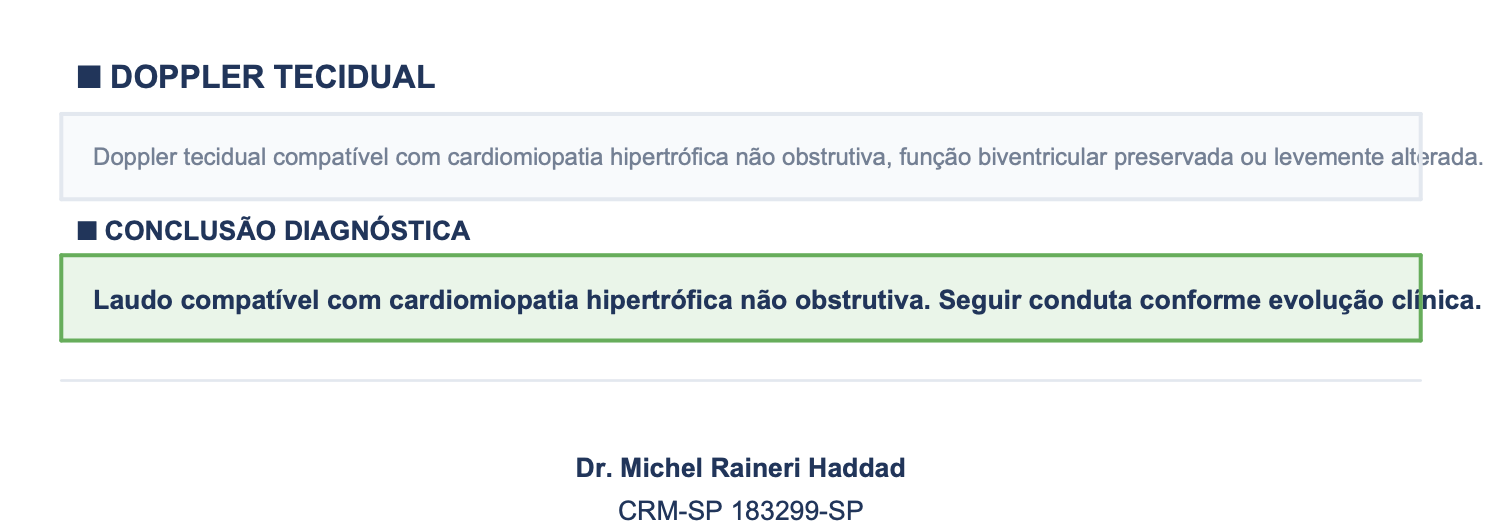 ■ DOPPLER TECIDUAL
Doppler tecidual compatível com cardiomiopatia hipertrófica não obstrutiva, função biventricular preservada ou levemente alterada.
■ CONCLUSÃO DIAGNÓSTICA
Laudo compatível com cardiomiopatia hipertrófica não obstrutiva. Seguir conduta conforme evolução clínica.
Dr. Michel Raineri Haddad
CRM-SP 183299-SP